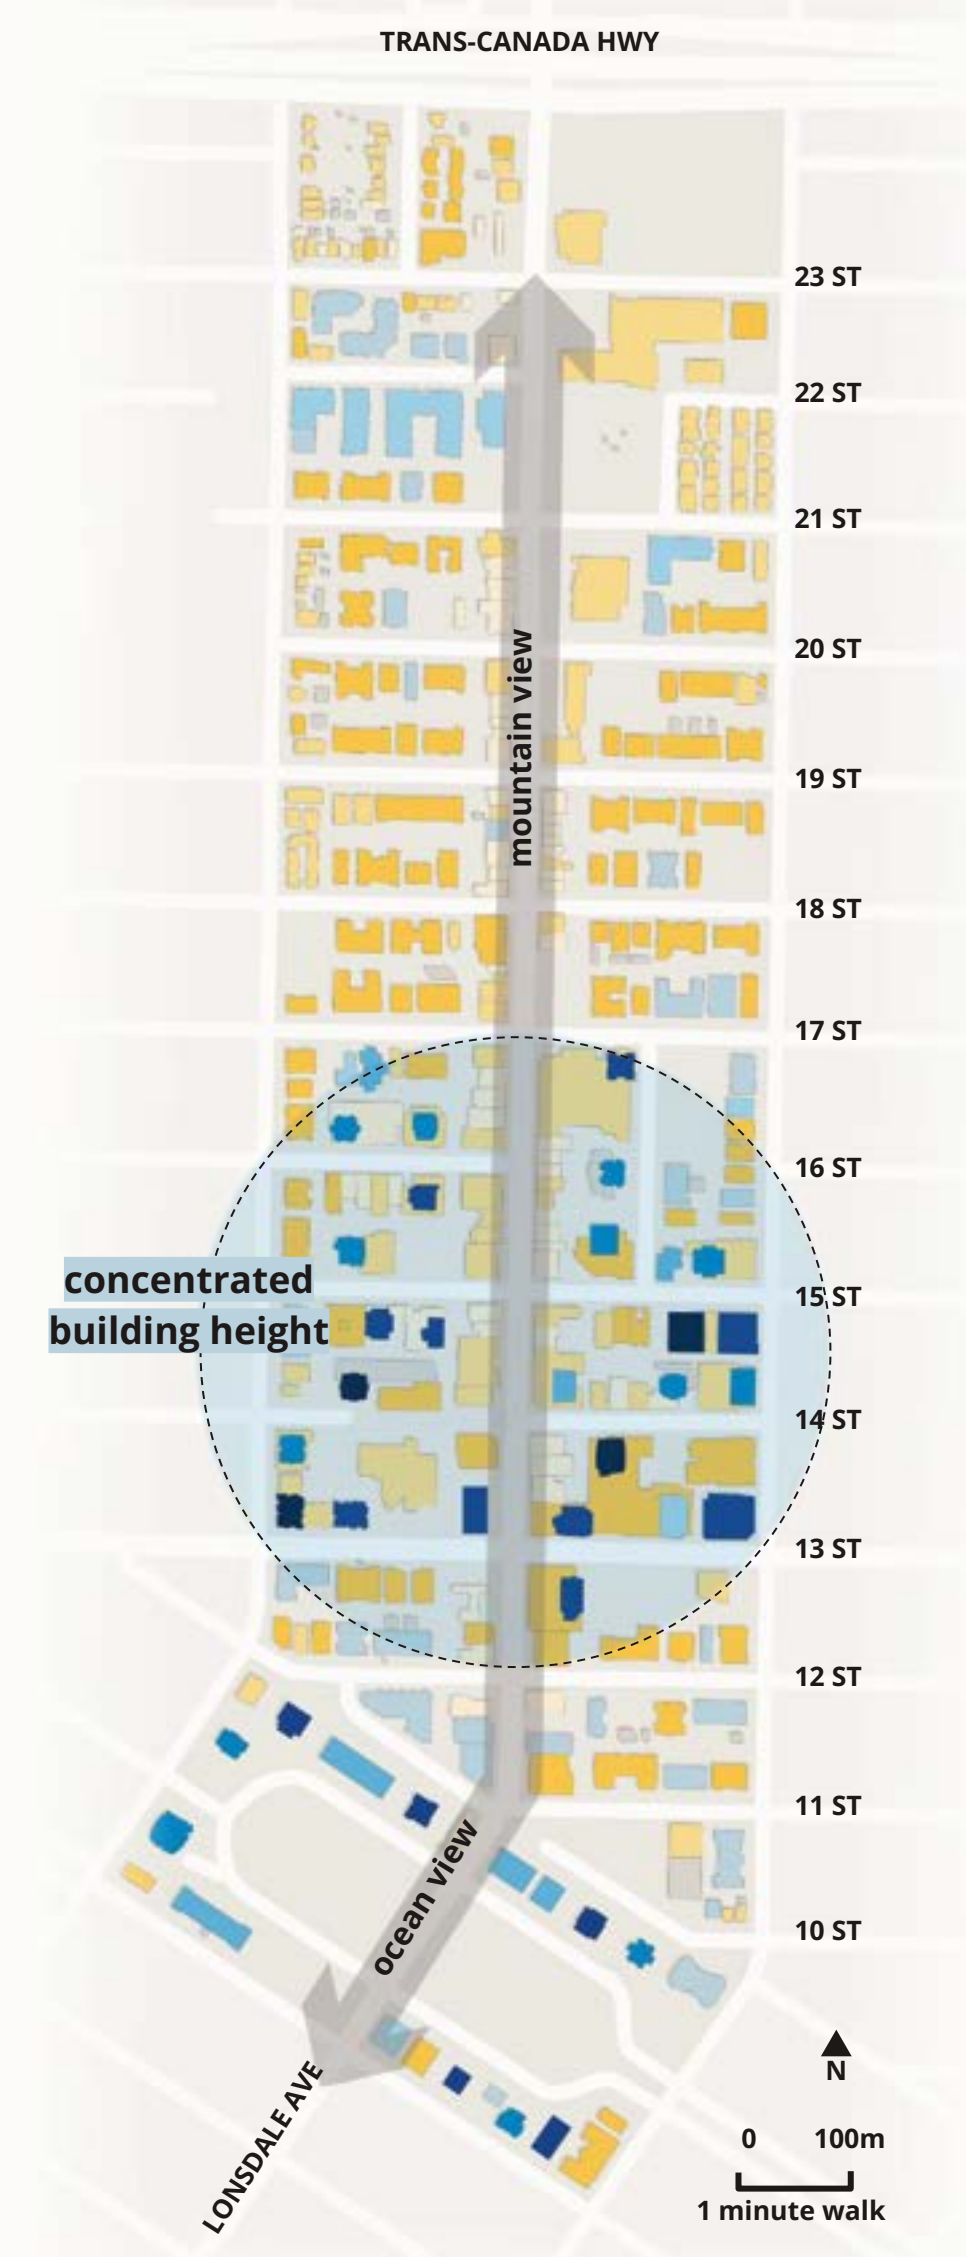 TRANS-CANADA HWY
23 ST
22 ST
21 ST
20 ST
mountain view
19 ST
18 ST
17 ST
16 ST
concentrated
building height
15 ST
14 ST
13 ST
12 ST
11 ST
ocean view
10 ST
LONSDALE AVE
N
0 100m
1 minute walk